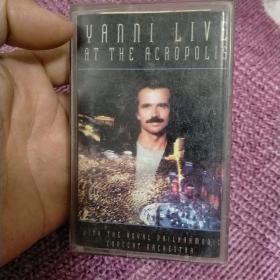 YANNI LIVE
AT THE ACROPOLIS
WITH THE ROYAL PHILHARMONIC
CONCERT ORCHESTRA